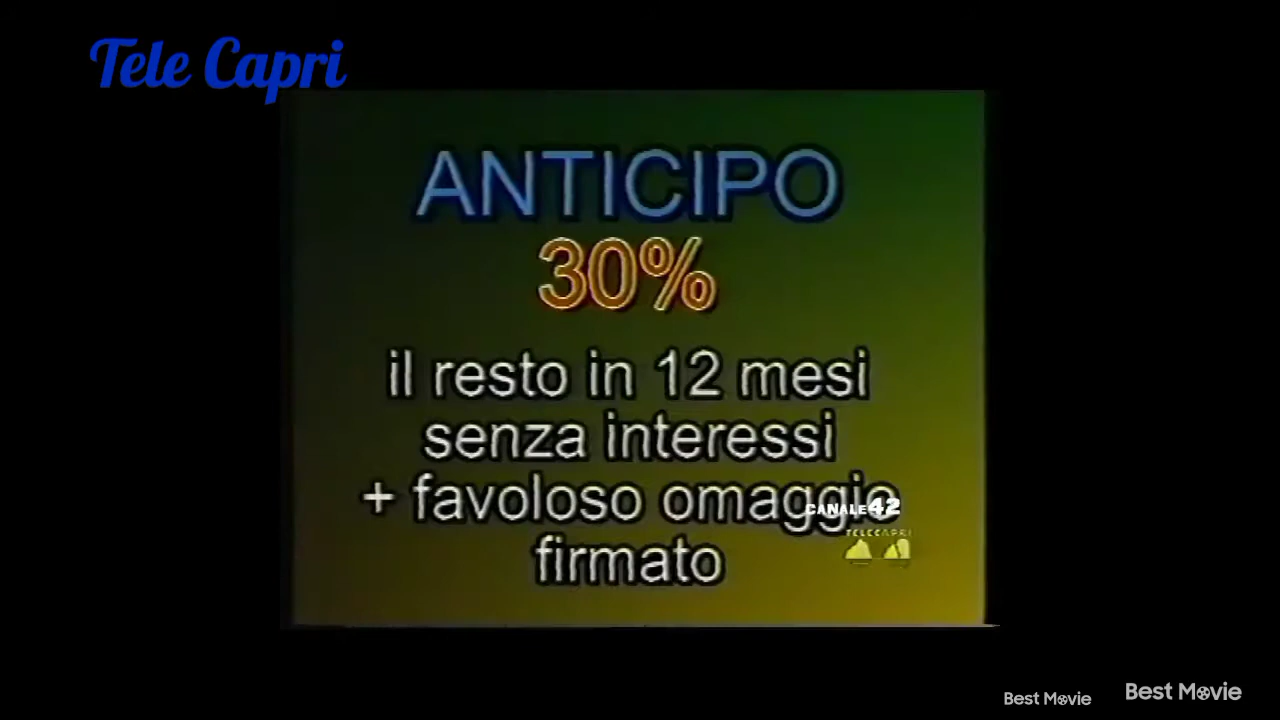 Tele Capri
ANTICIPO
30%
il resto in 12 mesi
senza interessi
+ favoloso omaggio
firmato
CANALE 42
TELECAPRI
Best Movie
Best Movie